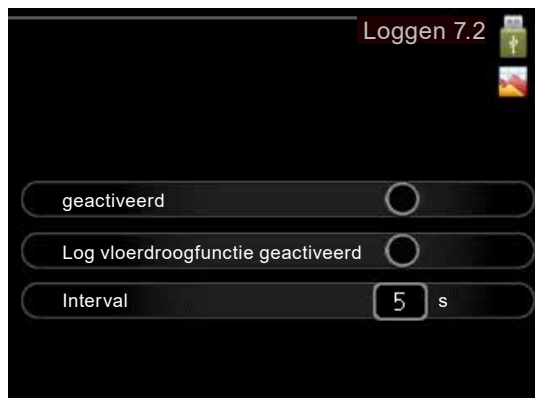 Loggen 7.2
geactiveerd
Log vloerdroogfunctie geactiveerd
Interval 5 s